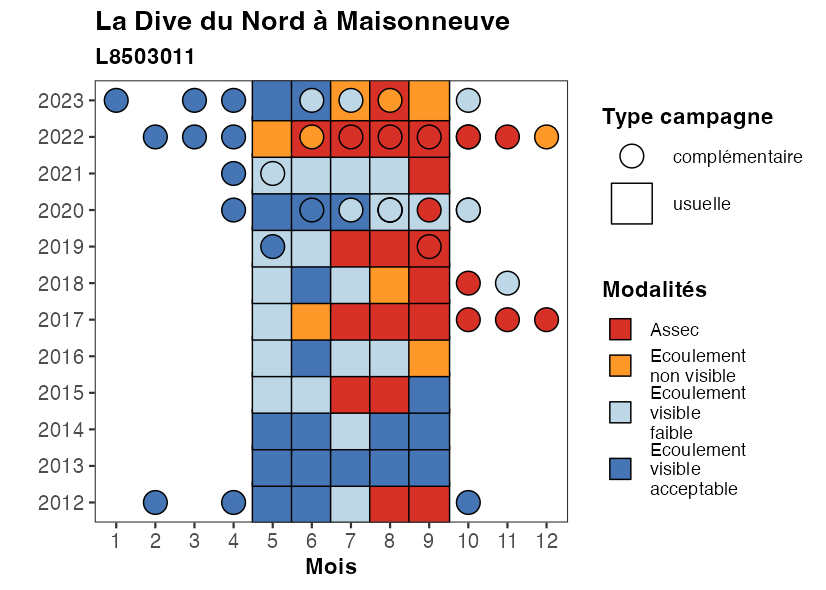 La Dive du Nord à Maisonneuve
L8503011
2023
2022
2021
2020
2019
2018
2017
2016
2015
2014
2013
2012
1 2 3 4 5 6 7 8 9 10 11 12
Mois
Type campagne
complémentaire
usuelle
Modalités
Assec
Ecoulement
non visible
Ecoulement
visible
faible
Ecoulement
visible
acceptable